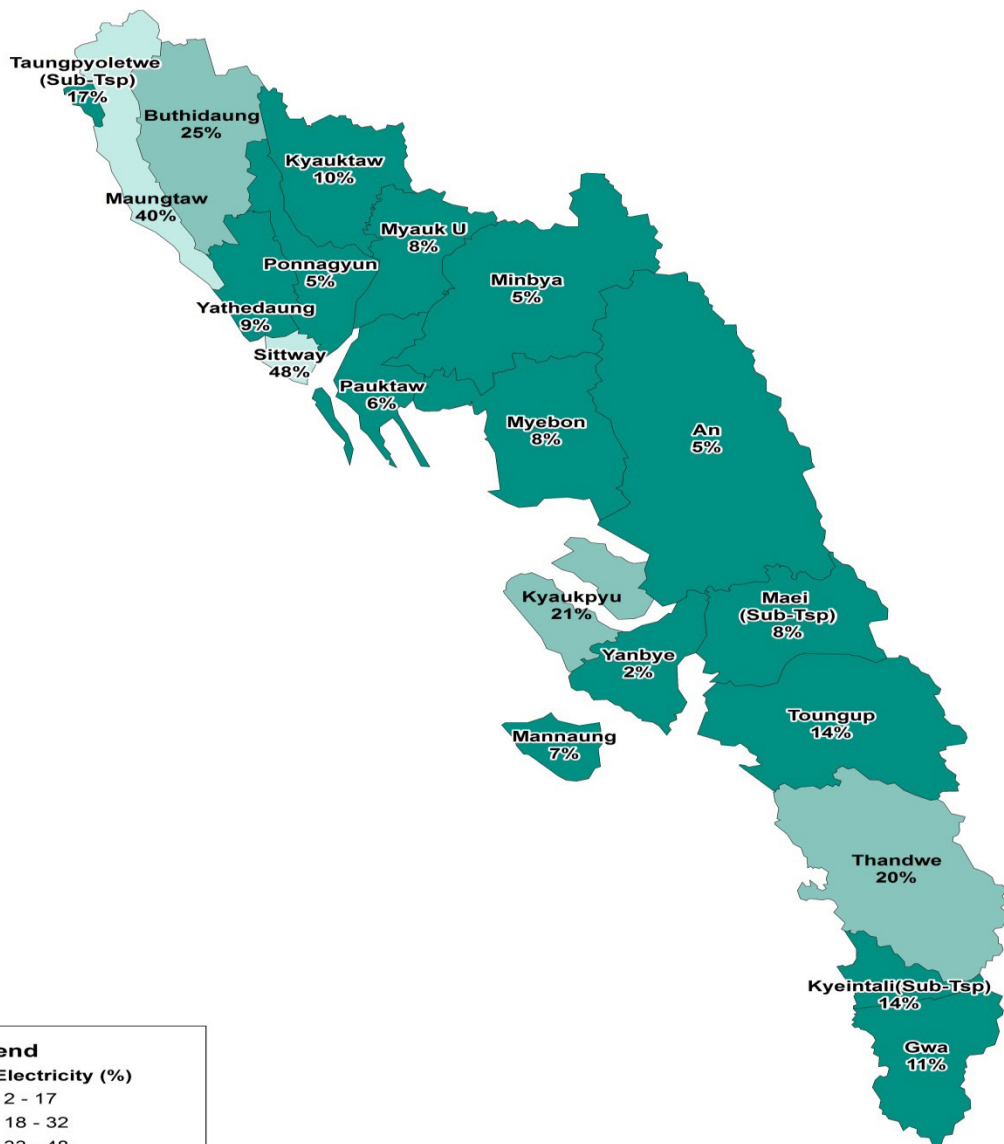 Taungpyoletwe
(Sub-Tsp)
17%
Buthidaung
25%
Kyauktaw
10%
Maungtaw
40%
Myauk U
8%
Ponnagyun
5%
Minbya
5%
Yathedaung
9%
Sittway
48%
Pauktaw
6%
Myebon
8%
An
5%
Kyaukpyu
21%
Maei
(Sub-Tsp)
8%
Yanbye
2%
Toungup
14%
Mannaung
7%
Thandwe
20%
Kyeintali(Sub-Tsp)
14%
Gwa
11%
end
Electricity (%)
2 - 17
18 - 32